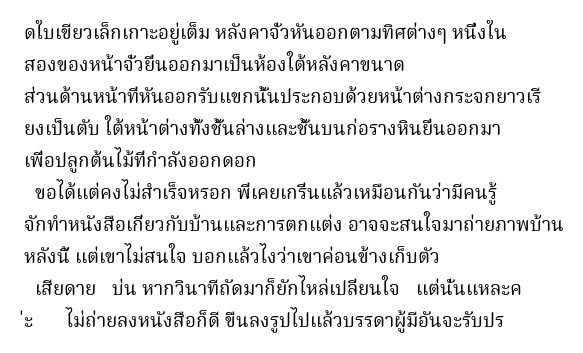 ดใบเขียวเล็กเกาะอยู่เต็ม หลังคาจั่วหันออกตามทิศต่างๆ หนึ่งใน
สองของหน้าจั่วยื่นออกมาเป็นห้องใต้หลังคาขนาด
ส่วนด้านหน้าที่หันออกรับแขกนั้นประกอบด้วยหน้าต่างกระจกยาวเรี
ยงเป็นตับ ใต้หน้าต่างทั้งชั้นล่างและชั้นบนก่อรางหินยื่นออกมา
เพื่อปลูกต้นไม้ที่กำลังออกดอก
ขอได้แต่คงไม่สำเร็จหรอก พี่เคยเกริ่นแล้วเหมือนกันว่ามีคนรู้
จักทำหนังสือเกี่ยวกับบ้านและการตกแต่ง อาจจะสนใจมาถ่ายภาพบ้าน
หลังนี้ แต่เขาไม่สนใจ บอกแล้วไงว่าเขาค่อนข้างเก็บตัว
เสียดาย บ่น หากวินาทีถัดมาก็ยักไหล่เปลี่ยนใจ แต่นั่นแหละค
่ะ ไม่ถ่ายลงหนังสือก็ดี ขืนลงรูปไปแล้วบรรดาผู้มีอันจะรับปร